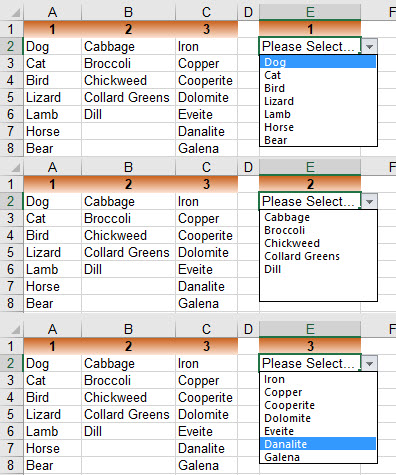 A B C D E F
1 1 2 3 1
2 Dog Cabbage Iron Please Select...
3 Cat Broccoli Copper Dog
4 Bird Chickweed Cooperite Cat
5 Lizard Collard Greens Dolomite Bird
6 Lamb Dill Eveite Lizard
7 Horse Danalite Lamb
8 Bear Galena Horse
Bear
A B C D E F
1 1 2 3 2
2 Dog Cabbage Iron Please Select...
3 Cat Broccoli Copper Cabbage
4 Bird Chickweed Cooperite Broccoli
5 Lizard Collard Greens Dolomite Chickweed
6 Lamb Dill Eveite Collard Greens
7 Horse Danalite Dill
8 Bear Galena
A B C D E F
1 1 2 3 3
2 Dog Cabbage Iron Please Select...
3 Cat Broccoli Copper Iron
4 Bird Chickweed Cooperite Copper
5 Lizard Collard Greens Dolomite Cooperite
6 Lamb Dill Eveite Dolomite
7 Horse Danalite Eveite
8 Bear Galena Danalite
Galena